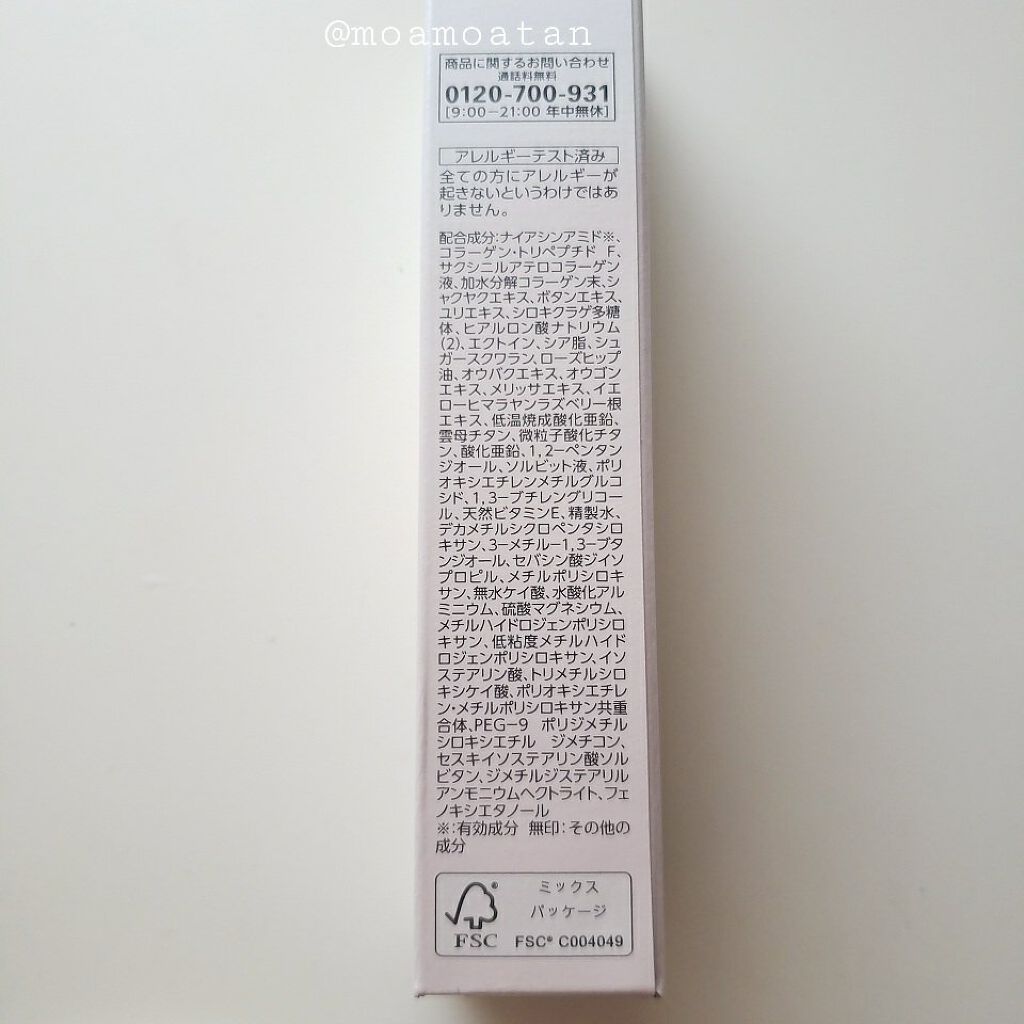 @moamoatan
商品に関するお問い合わせ
通話料無料
0120-700-931
[9:00−21:00 年中無休]
アレルギーテスト済み
全ての方にアレルギーが
起きないというわけではあ
りません。
配合成分:ナイアシンアミド※、
コラーゲン・トリペプチド F、
サクシニルアテロコラーゲン
液、加水分解コラーゲン末、シ
ャクヤクエキス、ボタンエキス、
ユリエキス、シロキクラゲ多糖
体、ヒアルロン酸ナトリウム
(2)、エクトイン、シア脂、シュ
ガースクワラン、ローズヒップ
油、オウバクエキス、オウゴン
エキス、メリッサエキス、イエ
ローヒマラヤンラズベリー根
エキス、低温焼成酸化亜鉛、
雲母チタン、微粒子酸化チタ
ン、酸化亜鉛、1,2−ペンタン
ジオール、ソルビット液、ポリ
オキシエチレンメチルグルコ
シド、1,3−ブチレングリコー
ル、天然ビタミンE、精製水、
デカメチルシクロペンタシロ
キサン、3−メチル−1,3−ブタ
ンジオール、セバシン酸ジイソ
プロピル、メチルポリシロキ
サン、無水ケイ酸、水酸化アル
ミニウム、硫酸マグネシウム、
メチルハイドロジェンポリシロ
キサン、低粘度メチルハイド
ロジェンポリシロキサン、イソ
ステアリン酸、トリメチルシロ
キシケイ酸、ポリオキシエチレ
ン・メチルポリシロキサン共重
合体、PEG−9 ポリジメチル
シロキシエチル ジメチコン、
セスキイソステアリン酸ソル
ビタン、ジメチルジステアリル
アンモニウムヘクトライト、フェ
ノキシエタノール
※:有効成分 無印:その他の
成分
ミックス
パッケージ
FSC® C004049
®
FSC